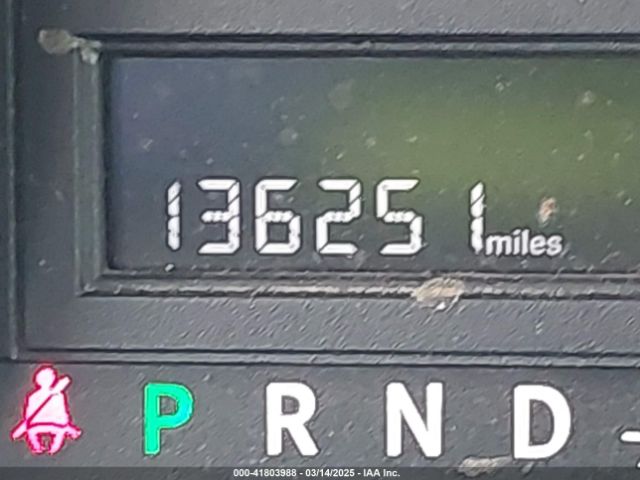 136251 miles
P R N D
000-41803988 - 03/14/2025 - IAA Inc.